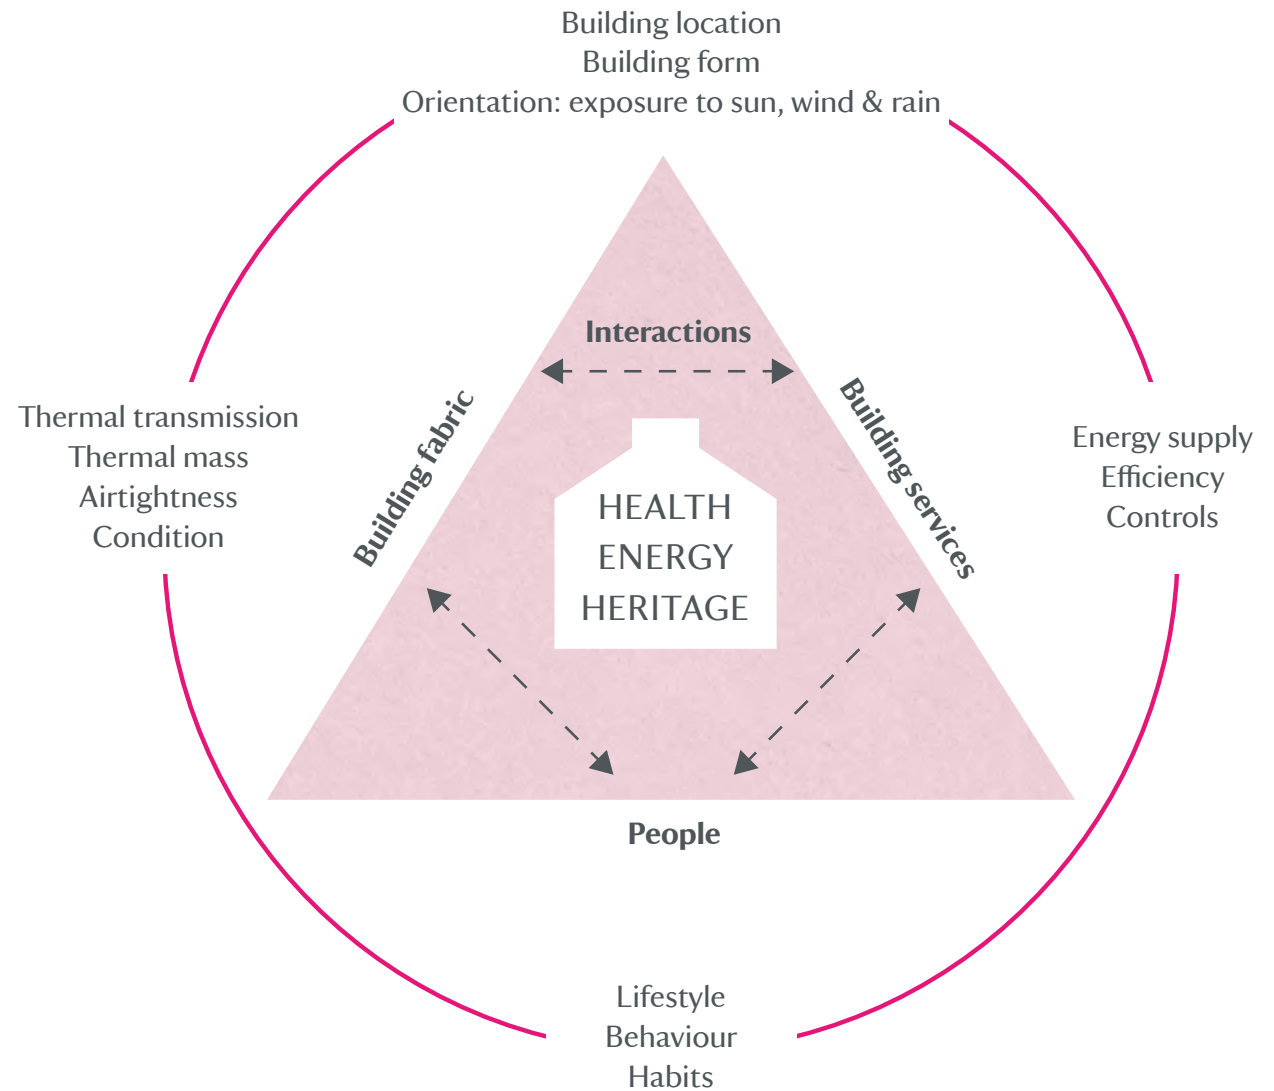 Building location
Building form
Orientation: exposure to sun, wind & rain
Interactions
Building fabric
Building services
Thermal transmission
Thermal mass
Airtightness
Condition
Energy supply
Efficiency
Controls
HEALTH
ENERGY
HERITAGE
People
Lifestyle
Behaviour
Habits